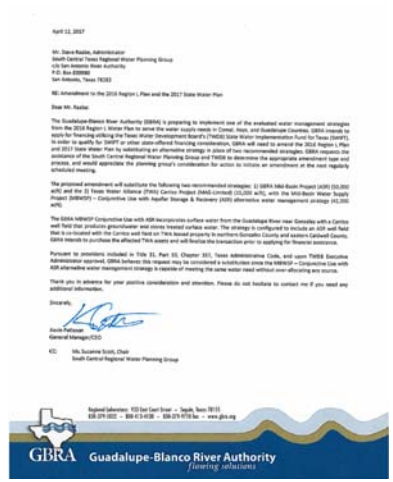 April 12, 2017
Mr. Steve Raabe, Administrator
South Central Texas Regional Water Planning Group
c/o San Antonio River Authority
P.O. Box 839980
San Antonio, Texas 78283
RE: Amendment to the 2016 Region L Plan and the 2017 State Water Plan
Dear Mr. Raabe:
The Guadalupe-Blanco River Authority (GBRA) is preparing to implement one of the evaluated water management strategies
from the 2016 Region L Water Plan to serve the water supply needs in Comal, Hays, and Guadalupe Counties. GBRA intends to
apply for financing utilizing the Texas Water Development Board's (TWDB) State Water Implementation Fund for Texas (SWIFT).
In order to qualify for SWIFT or other state-offered financing consideration, GBRA will need to amend the 2016 Region L Plan
and 2017 State Water Plan by substituting an alternative strategy in place of two recommended strategies. GBRA requests the
assistance of the South Central Regional Water Planning Group and TWDB to determine the appropriate amendment type and
process, and would appreciate the planning group's consideration for action to initiate an amendment at the next regularly
scheduled meeting.
The proposed amendment will substitute the following two recommended strategies: 1) GBRA Mid-Basin Project (ASR) (50,000
acft) and the 2) Texas Water Alliance (TWA) Carrizo Project (MAG-Limited) (15,000 acft), with the Mid-Basin Water Supply
Project (MBWSP) – Conjunctive Use with Aquifer Storage & Recovery (ASR) alternative water management strategy (42,000
acft)
The GBRA MBWSP Conjunctive Use with ASR incorporates surface water from the Guadalupe River near Gonzales with a Carrizo
well field that produces groundwater and stores treated surface water. The strategy is configured to include an ASR well field
that is co-located with the Carrizo well field on TWA leased property in northern Gonzales County and eastern Caldwell County.
GBRA intends to purchase the affected TWA assets and will finalize the transaction prior to applying for financial assistance.
Pursuant to provisions included in Title 31, Part 10, Chapter 357, Texas Administrative Code, and upon TWDB Executive
Administrator approval, GBRA believes this request may be considered a substitution since the MBWSP – Conjunctive Use with
ASR alternative water management strategy is capable of meeting the same water need without over-allocating any source.
Thank you in advance for your positive consideration and attention. Please do not hesitate to contact me if you need any
additional information.
Sincerely,
Kevin Patteson
General Manager/CEO
CC: Ms. Suzanne Scott, Chair
South Central Regional Water Planning Group
Regional Laboratory: 933 East Court Street – Seguin, Texas 78155
GBRA Guadalupe-Blanco River Authority
flowing solutions